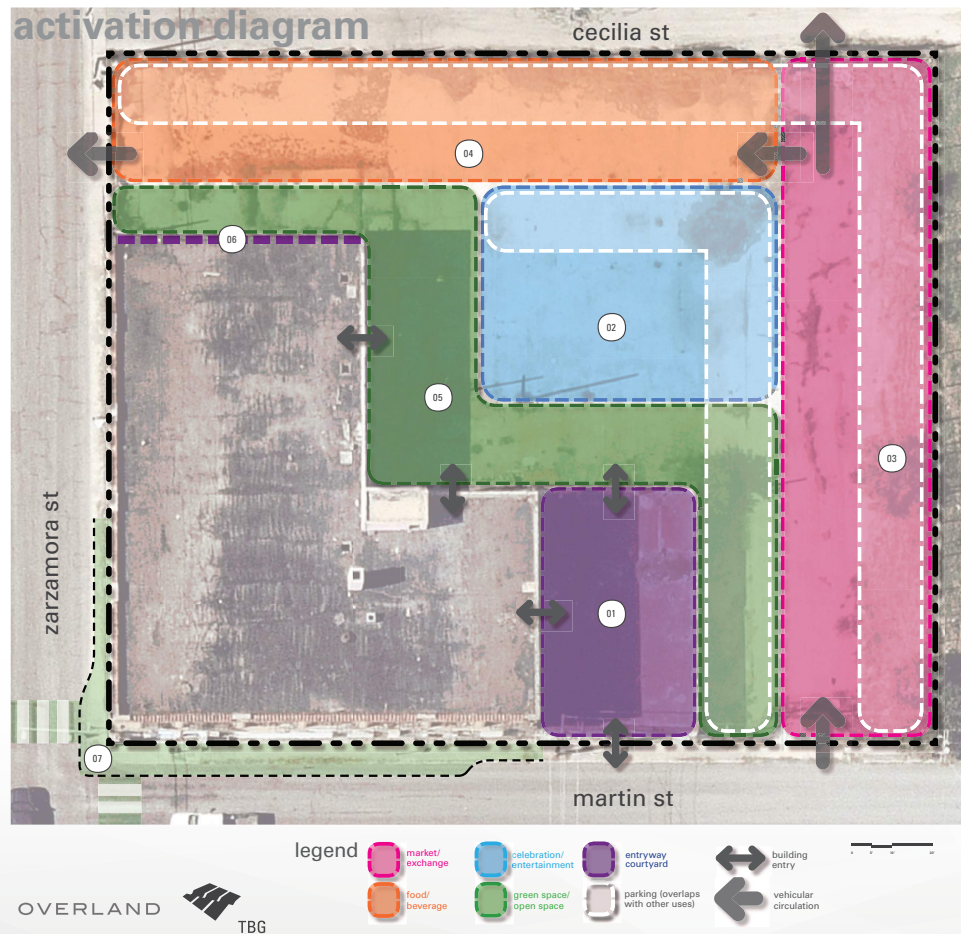 activation diagram
cecilia st
04
06
02
05
03
zarzamora st
01
07
martin st
legend
market/
exchange
celebration/
entertainment
entryway
courtyard
building
entry
food/
beverage
green space/
open space
parking (overlaps
with other uses)
vehicular
circulation
OVERLAND
TBG